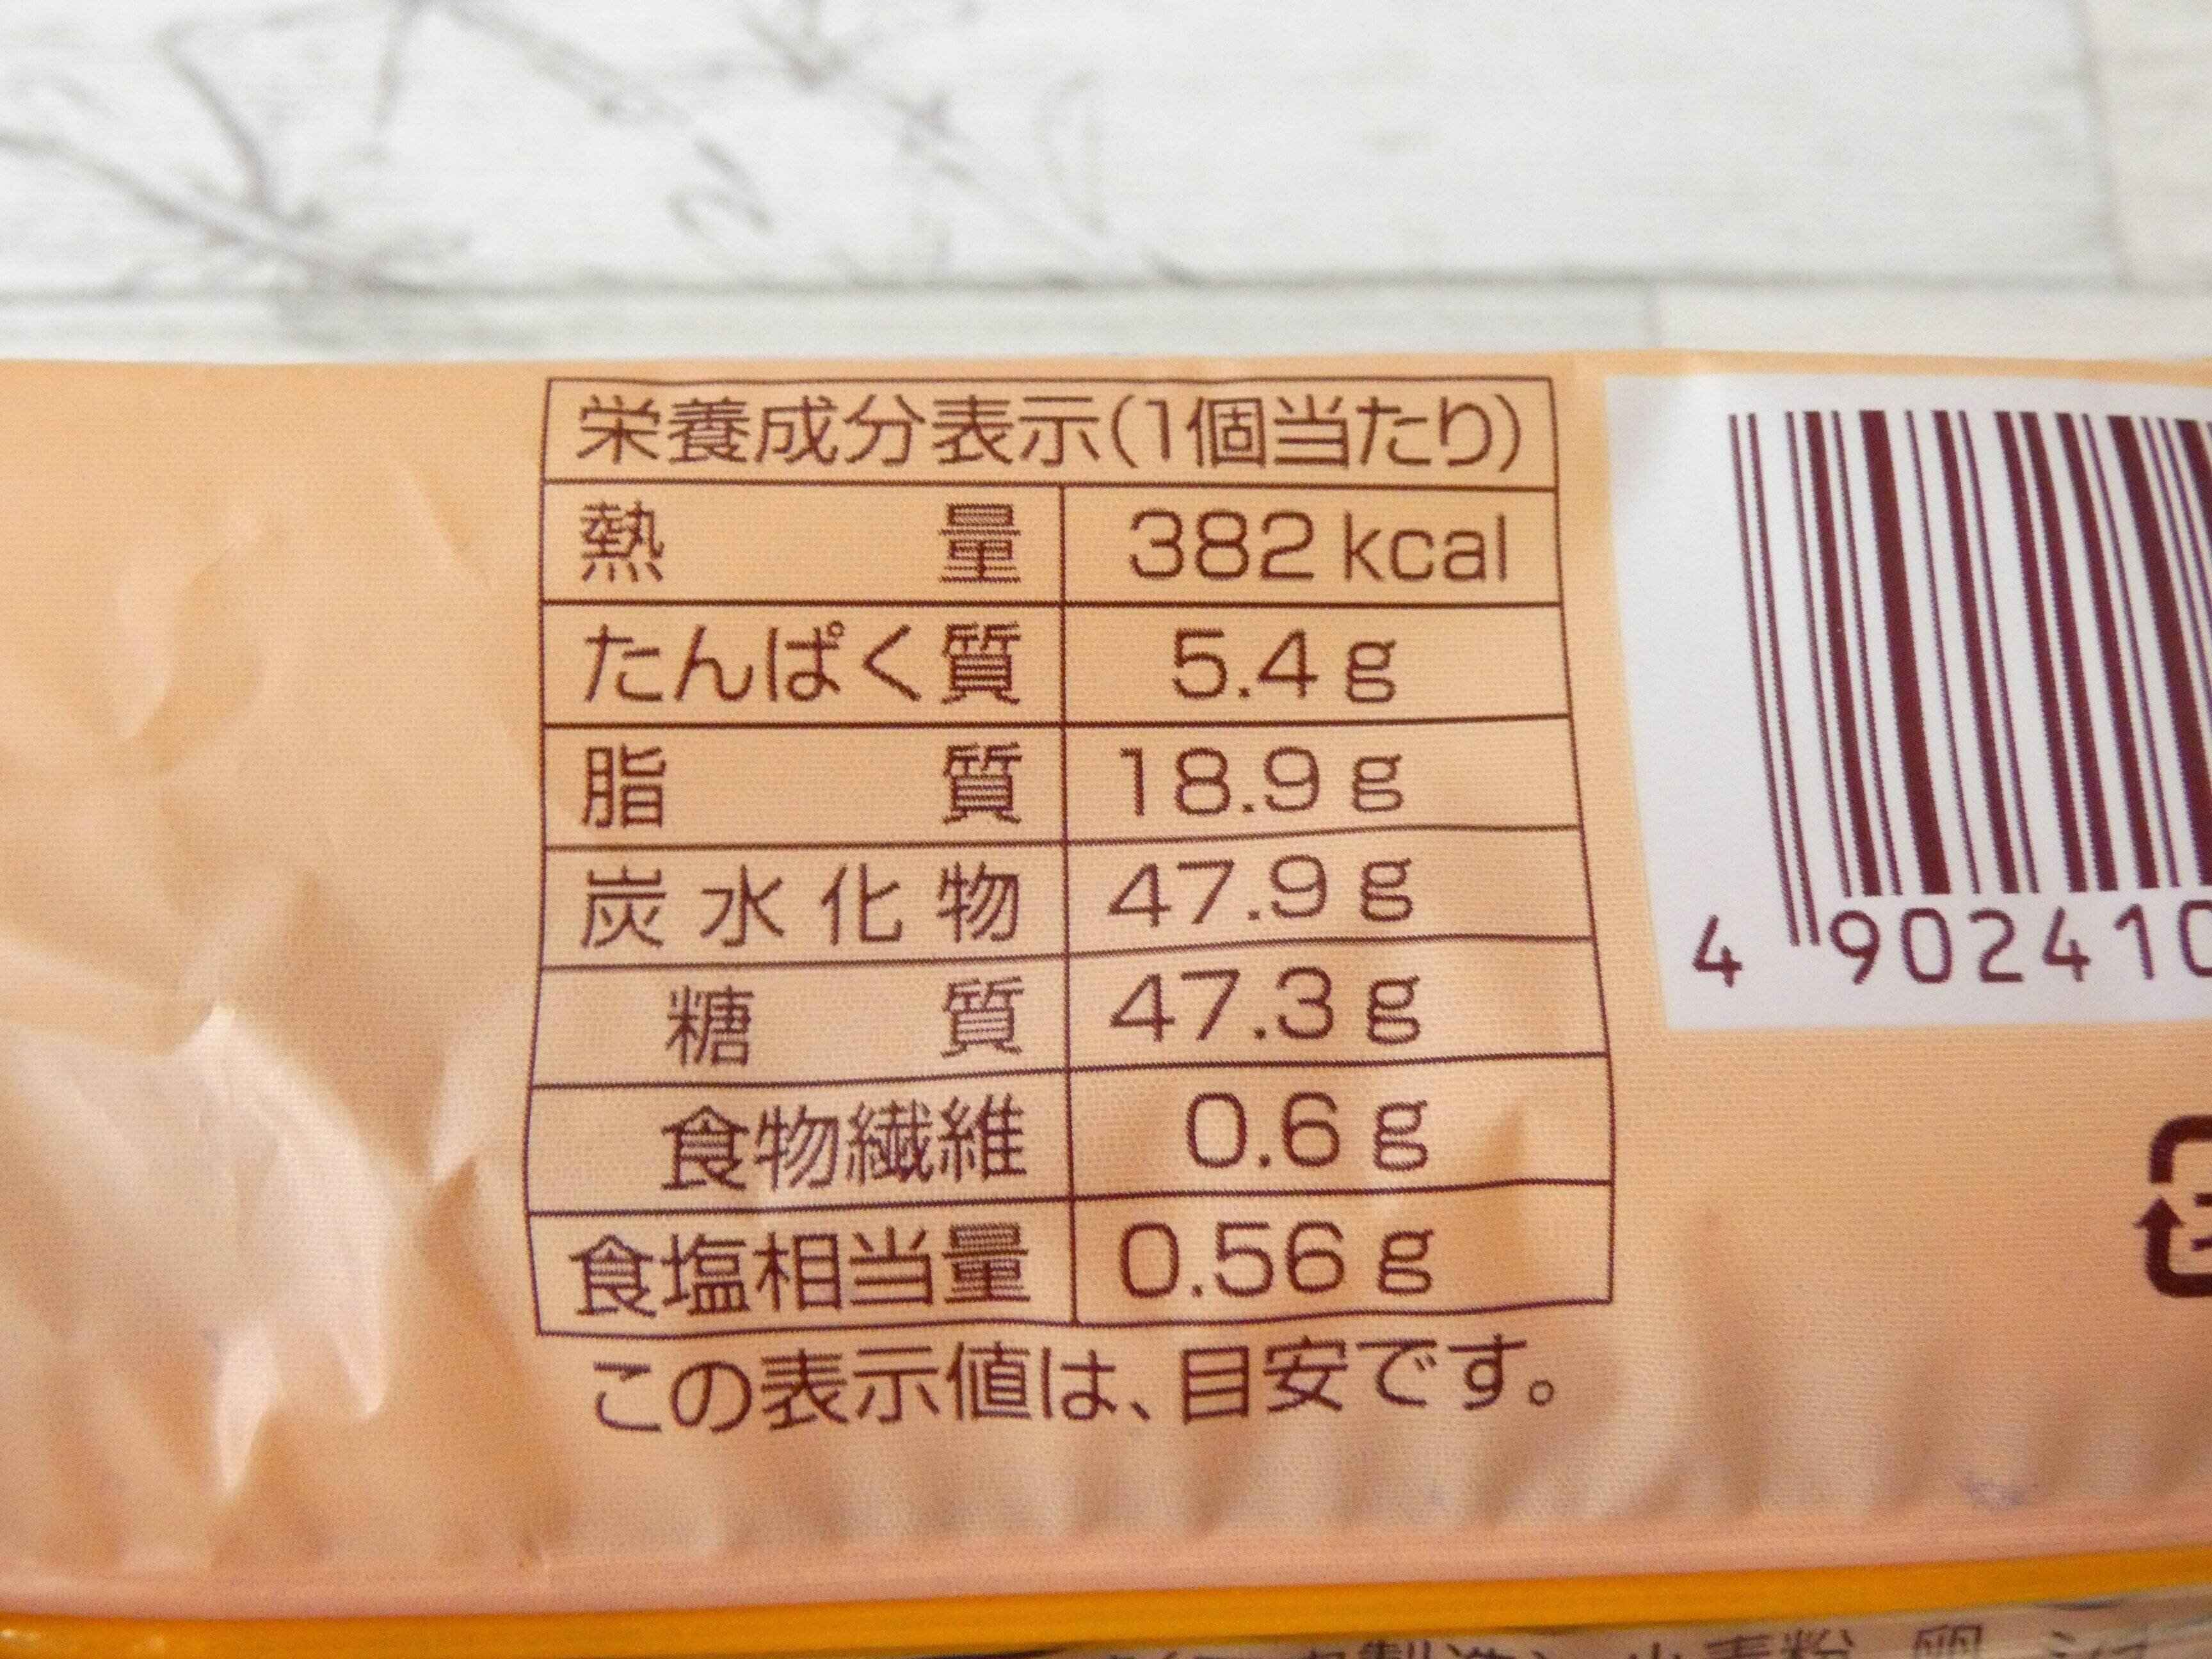 栄養成分表示(1個当たり)
熱量 382 kcal
たんぱく質 5.4 g
脂質 18.9 g
炭水化物 47.9 g
糖質 47.3 g
食物繊維 0.6 g
食塩相当量 0.56 g
この表示値は、目安です。
4 902410